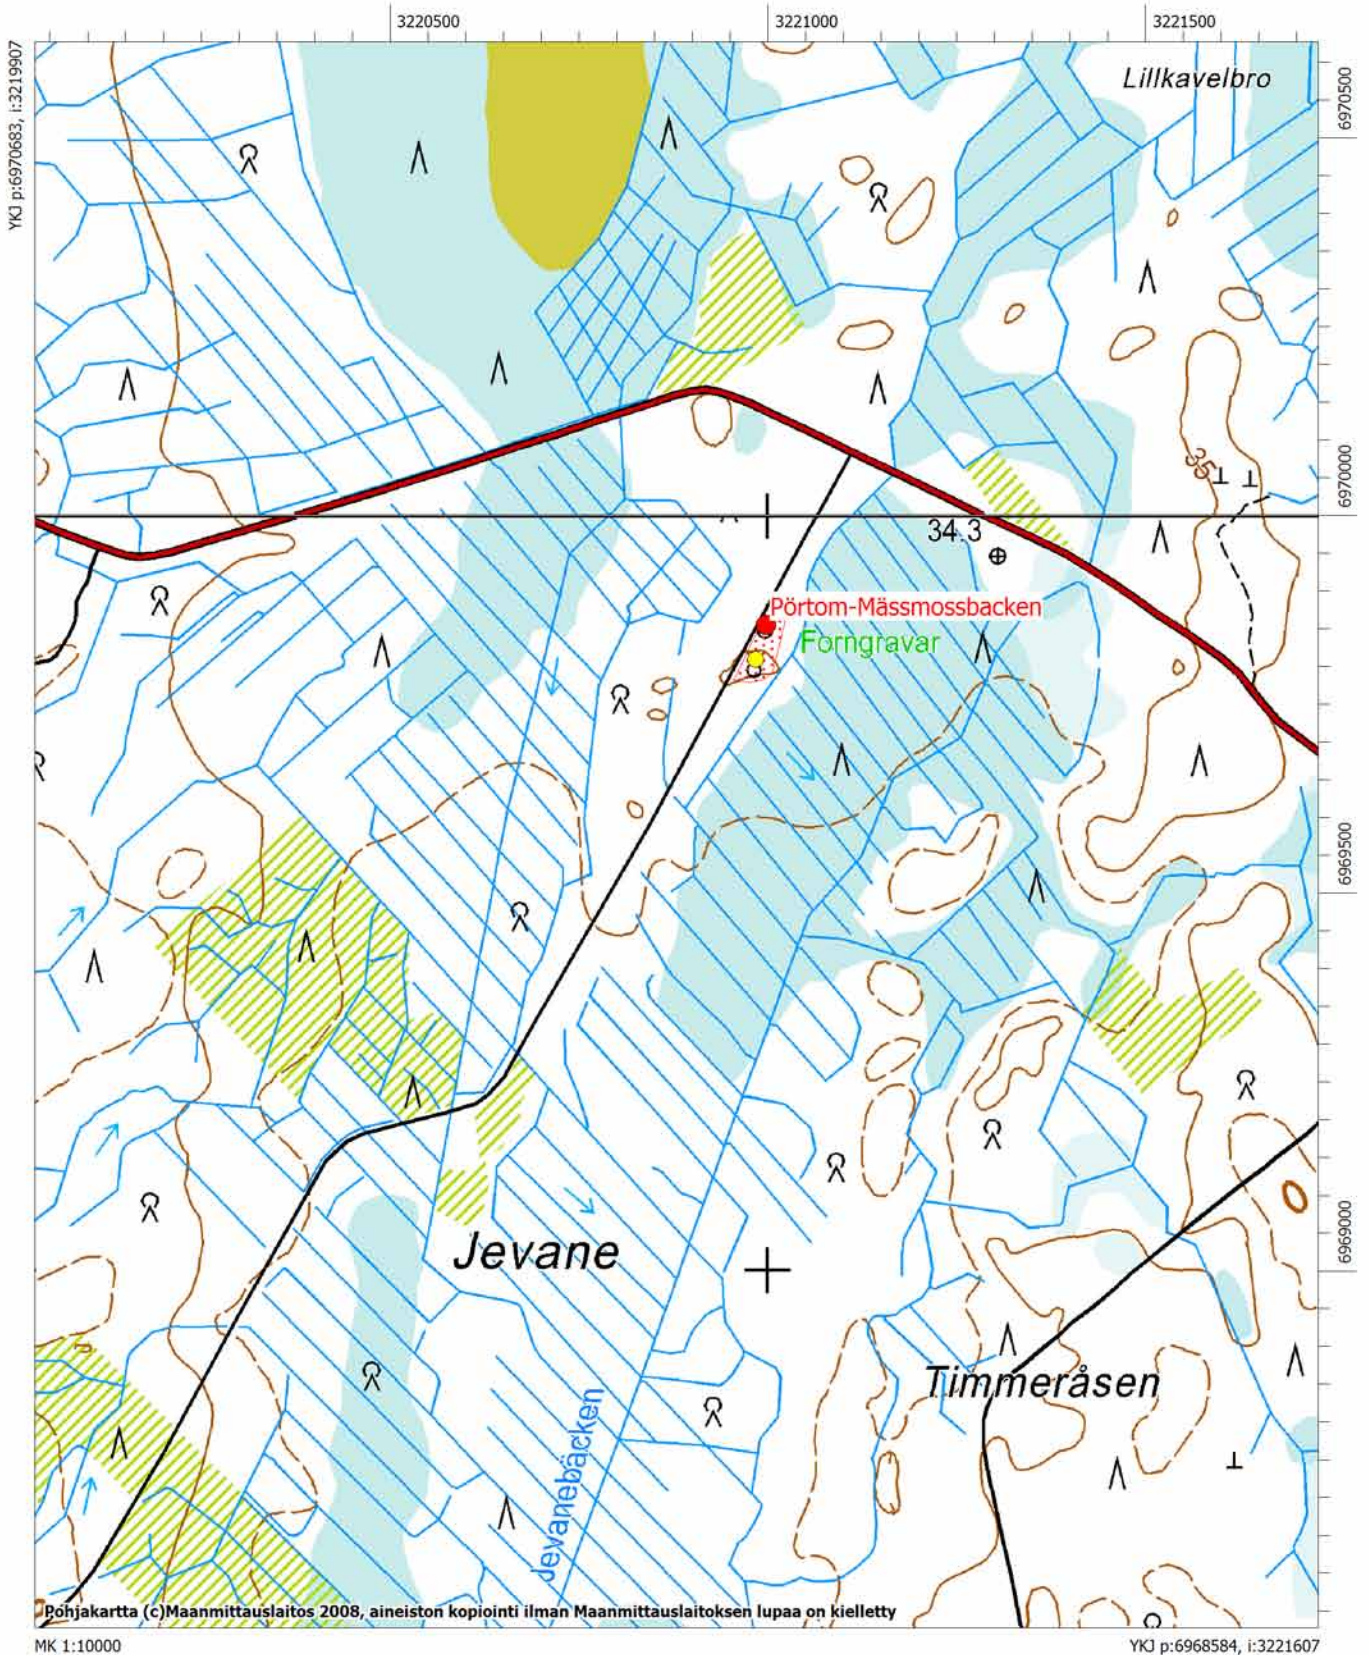 3220500
3221000
3221500
YKJ p:6970683, i:3219907
Lillkavelbro
6970500
35
6970000
34.3
Pörtom-Mässmossbacken
Forngravar
6969500
Jevane
6969000
Timmeråsen
Jevanebäcken
Pohjakartta (c)Maanmittauslaitos 2008, aineiston kopiointi ilman Maanmittauslaitoksen lupaa on kielletty
MK 1:10000
YKJ p:6968584, i:3221607